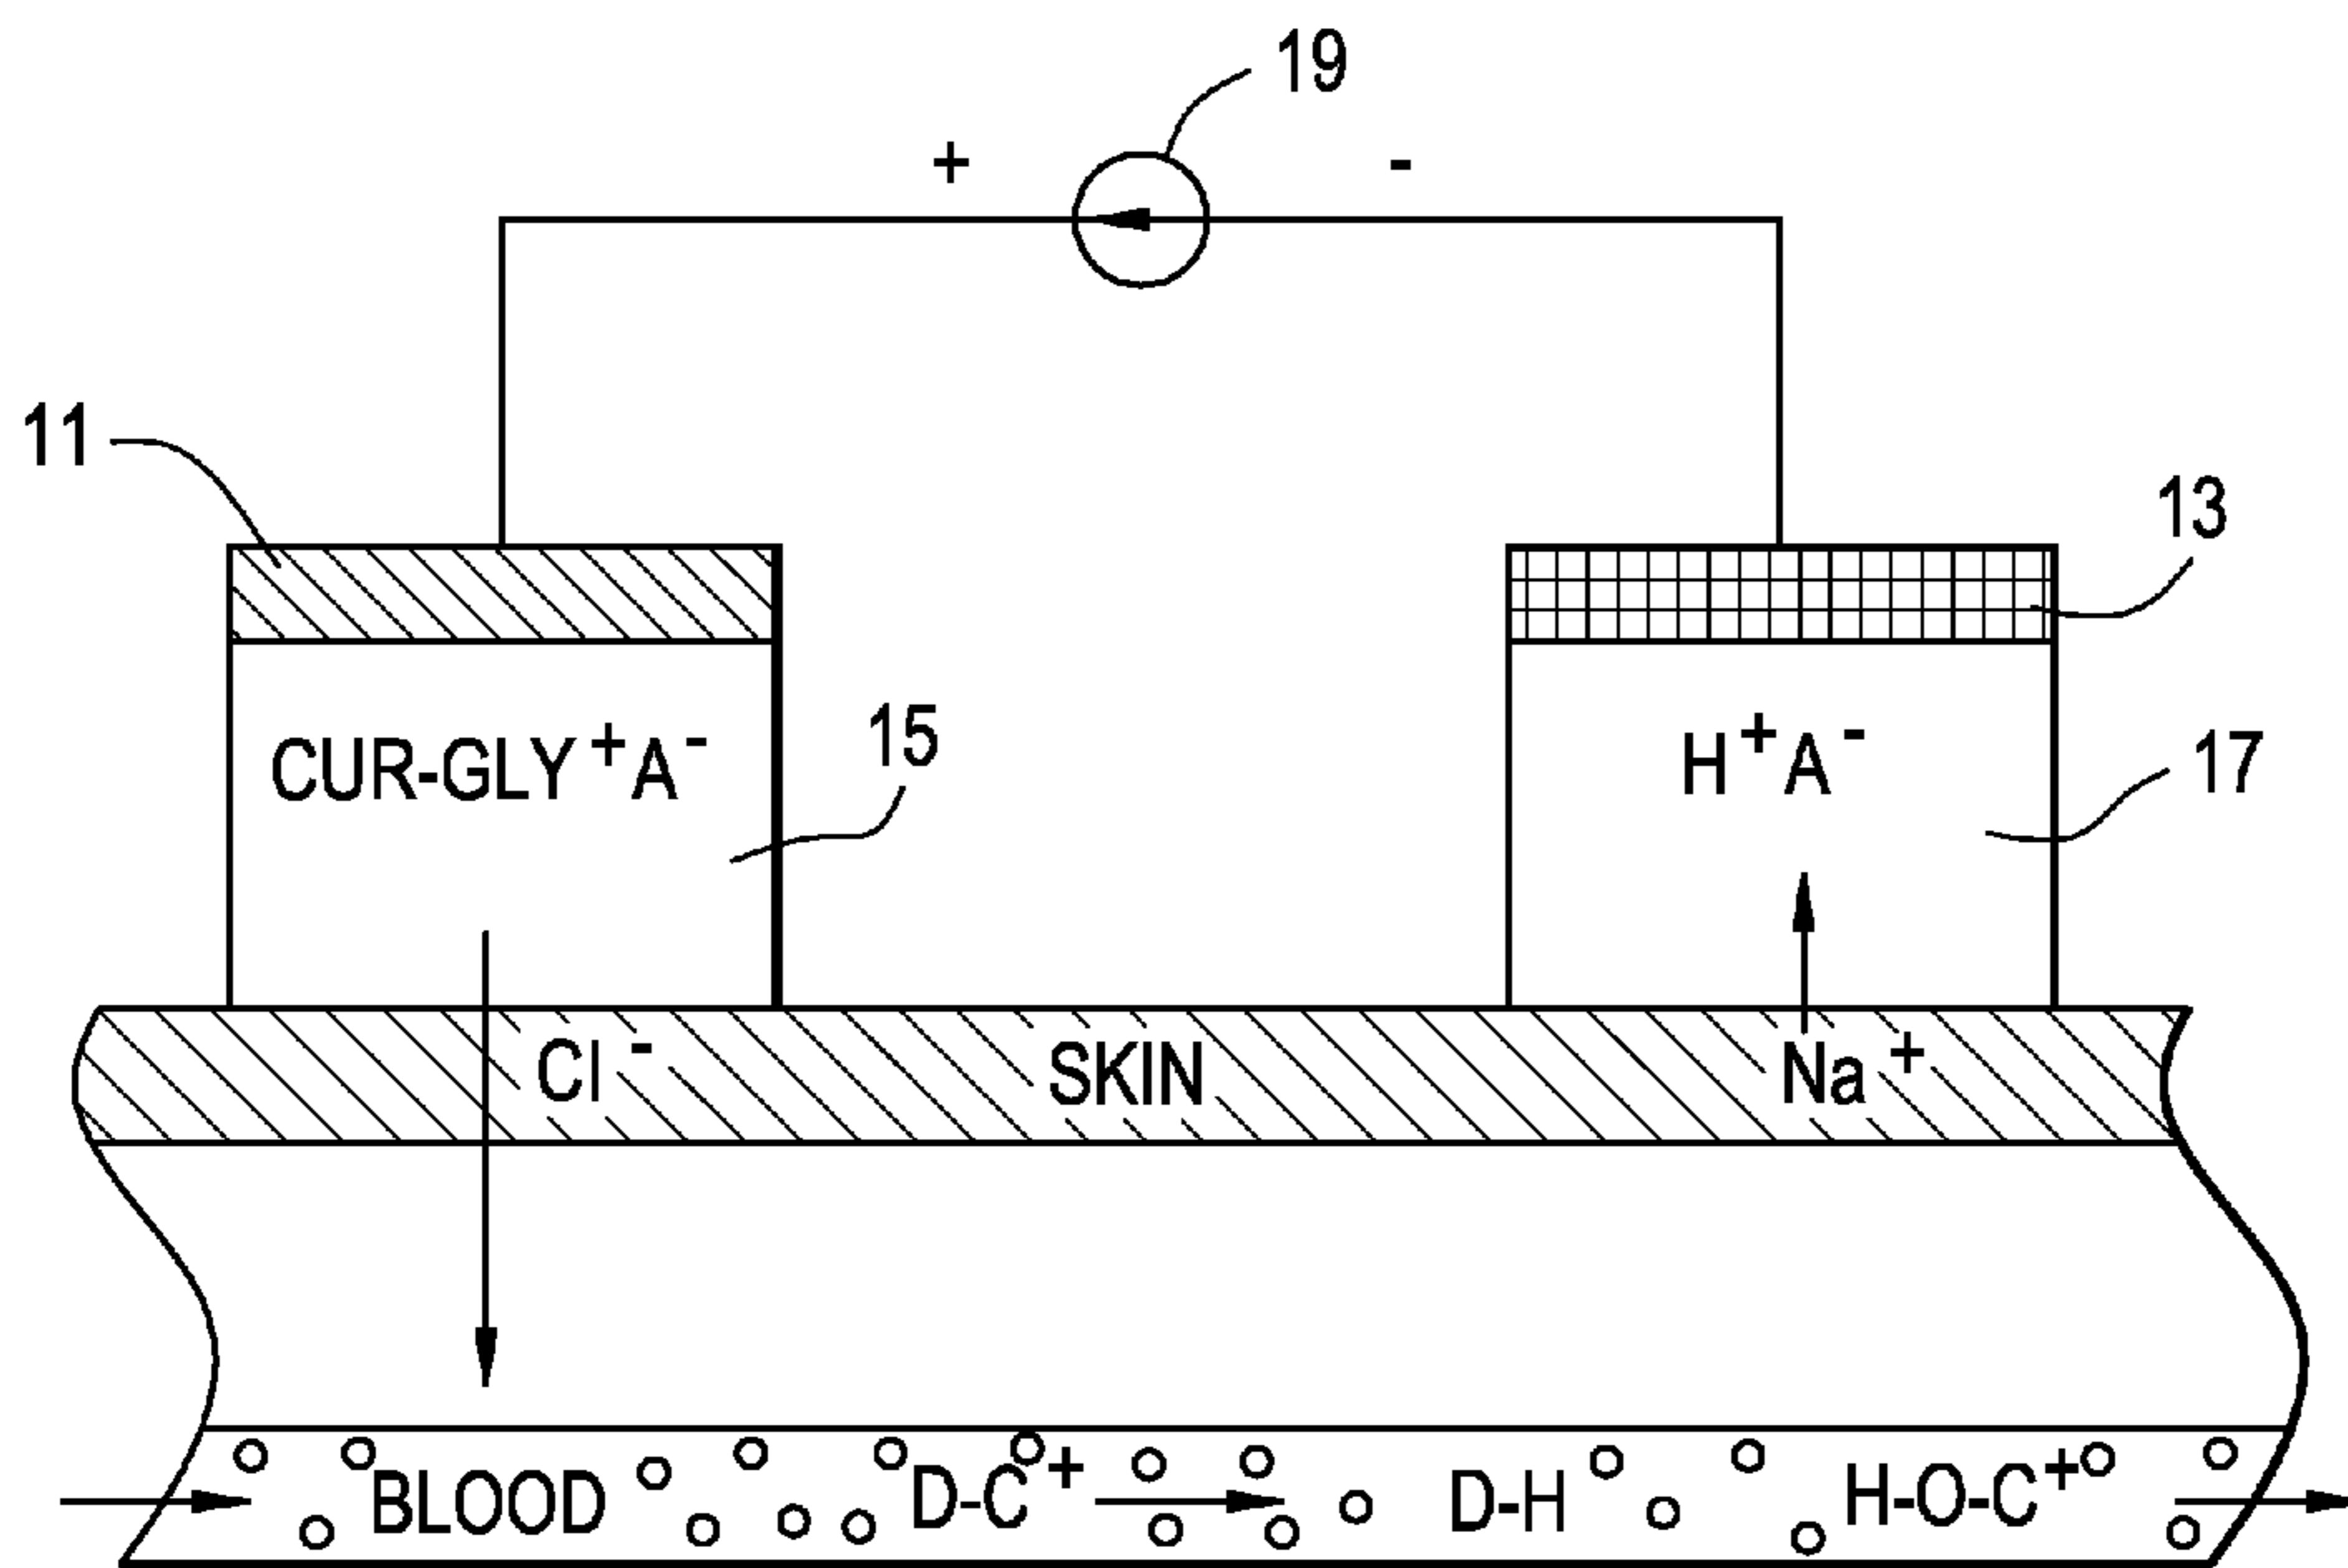 19
+ -
11
13
CUR-GLY⁺A⁻
15
H⁺A⁻
17
Cl⁻ SKIN Na⁺
BLOOD D-C⁺ D-H H-O-C⁺